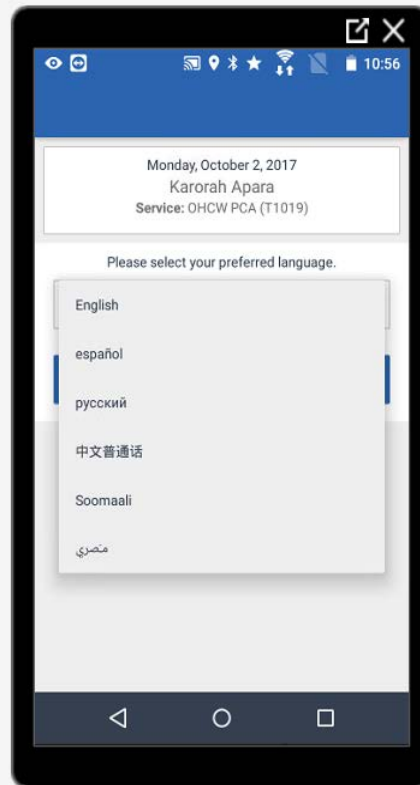 10:56
Monday, October 2, 2017
Karorah Apara
Service: OHCW PCA (T1019)
Please select your preferred language.
English
español
русский
中文普通话
Soomaali
مَصري